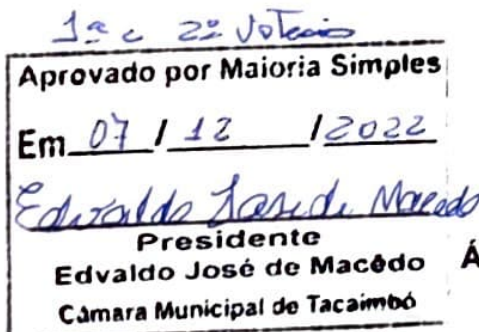 1ª e 2ª Votação
Aprovado por Maioria Simples
Em 07 / 12 / 2022
Edvaldo José de Macedo
Presidente
Edvaldo José de Macêdo
Á
Câmara Municipal de Tacaimbó